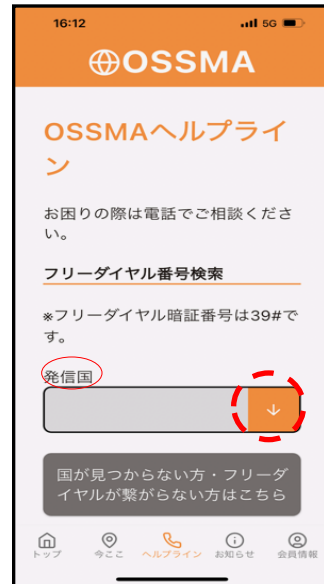 16:12
5G
OSSMA
OSSMAヘルプライ
ン
お困りの際は電話でご相談くださ
い。
フリーダイヤル番号検索
※フリーダイヤル暗証番号は39#で
す。
発信国
国が見つからない方・フリーダ
イヤルが繋がらない方はこちら
トップ 今ここ ヘルプライン お知らせ 会員情報